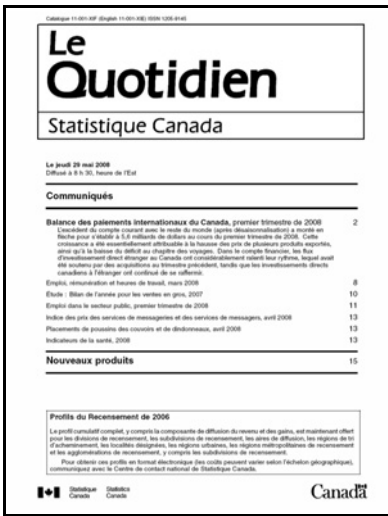 Catalogue 11-001-XIF (English 11-001-XIE) ISSN 1205-9145
Le
Quotidien
Statistique Canada
Le jeudi 29 mai 2008
Diffusé à 8 h 30, heure de l'Est
Communiqués
Balance des paiements internationaux du Canada, premier trimestre de 2008 2
L'excédent du compte courant avec le reste du monde (après désaisonnalisation) a monté en
flèche pour s'établir à 5,6 milliards de dollars au cours du premier trimestre de 2008. Cette
croissance a été essentiellement attribuable à la hausse des prix de plusieurs produits exportés,
ainsi qu'à la baisse du déficit au chapitre des voyages. Dans le compte financier, les flux
d'investissement direct étranger au Canada ont considérablement ralenti leur rythme, lequel avait
été soutenu par des acquisitions au trimestre précédent, tandis que les investissements directs
canadiens à l'étranger ont continué de se raffermir.
Emploi, rémunération et heures de travail, mars 2008 8
Étude : Bilan de l'année pour les ventes en gros, 2007 10
Emploi dans le secteur public, premier trimestre de 2008 11
Indice des prix des services de messageries et des services de messagers, avril 2008 13
Placements de poussins des couvoirs et de dindonneaux, avril 2008 13
Indicateurs de la santé, 2008 13
Nouveaux produits 15
Profils du Recensement de 2006
Le profil cumulatif complet, y compris la composante de diffusion du revenu et des gains, est maintenant offert
pour les divisions de recensement, les subdivisions de recensement, les aires de diffusion, les régions de tri
d'acheminement, les localités désignées, les régions urbaines, les régions métropolitaines de recensement
et les agglomérations de recensement, y compris les subdivisions de recensement.
Pour obtenir ces profils en format électronique (les coûts peuvent varier selon l'échelon géographique),
communiquez avec le Centre de contact national de Statistique Canada.
Statistique Statistics
Canada Canada
Canada